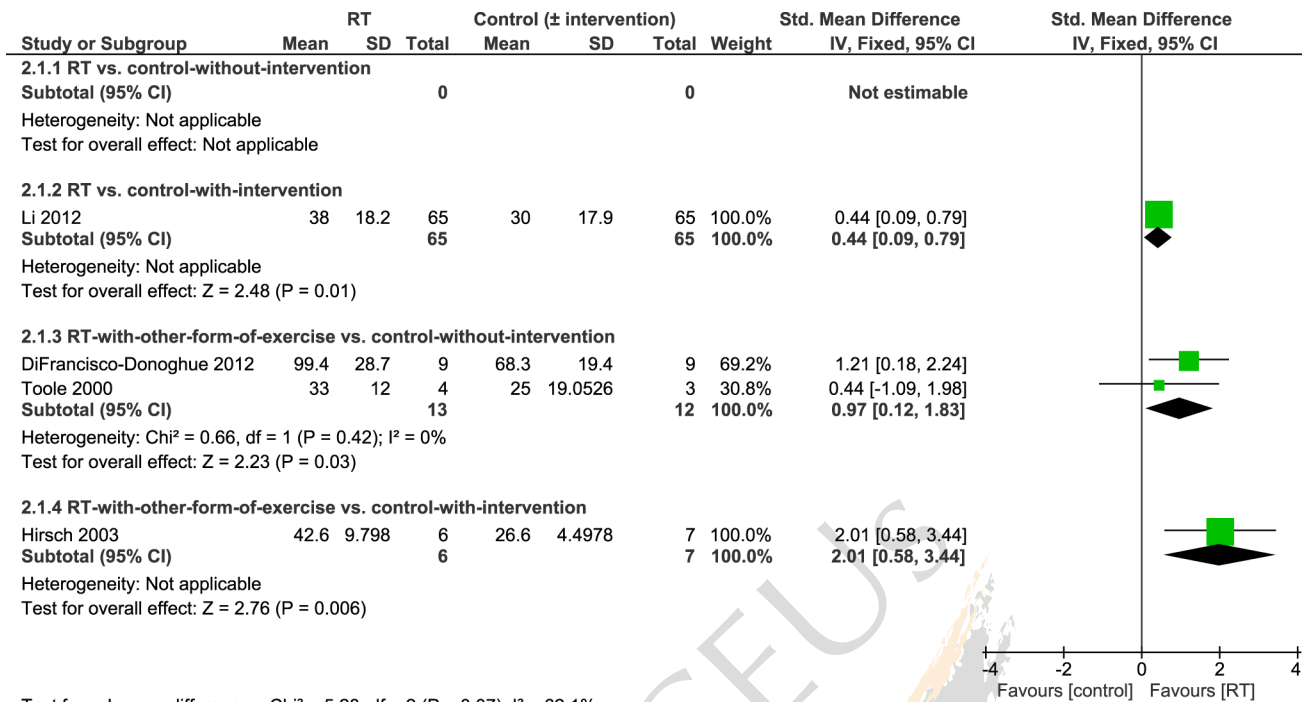 RT Control (± intervention) Std. Mean Difference Std. Mean Difference
Study or Subgroup Mean SD Total Mean SD Total Weight IV, Fixed, 95% CI IV, Fixed, 95% CI
2.1.1 RT vs. control-without-intervention
Subtotal (95% CI) 0 0 Not estimable
Heterogeneity: Not applicable
Test for overall effect: Not applicable
2.1.2 RT vs. control-with-intervention
Li 2012 38 18.2 65 30 17.9 65 100.0% 0.44 [0.09, 0.79]
Subtotal (95% CI) 65 65 100.0% 0.44 [0.09, 0.79]
Heterogeneity: Not applicable
Test for overall effect: Z = 2.48 (P = 0.01)
2.1.3 RT-with-other-form-of-exercise vs. control-without-intervention
DiFrancisco-Donoghue 2012 99.4 28.7 9 68.3 19.4 9 69.2% 1.21 [0.18, 2.24]
Toole 2000 33 12 4 25 19.0526 3 30.8% 0.44 [-1.09, 1.98]
Subtotal (95% CI) 13 12 100.0% 0.97 [0.12, 1.83]
Heterogeneity: Chi² = 0.66, df = 1 (P = 0.42); I² = 0%
Test for overall effect: Z = 2.23 (P = 0.03)
2.1.4 RT-with-other-form-of-exercise vs. control-with-intervention
Hirsch 2003 42.6 9.798 6 26.6 4.4978 7 100.0% 2.01 [0.58, 3.44]
Subtotal (95% CI) 6 7 100.0% 2.01 [0.58, 3.44]
Heterogeneity: Not applicable
Test for overall effect: Z = 2.76 (P = 0.006)
-4 -2 0 2 4
Favours [control] Favours [RT]